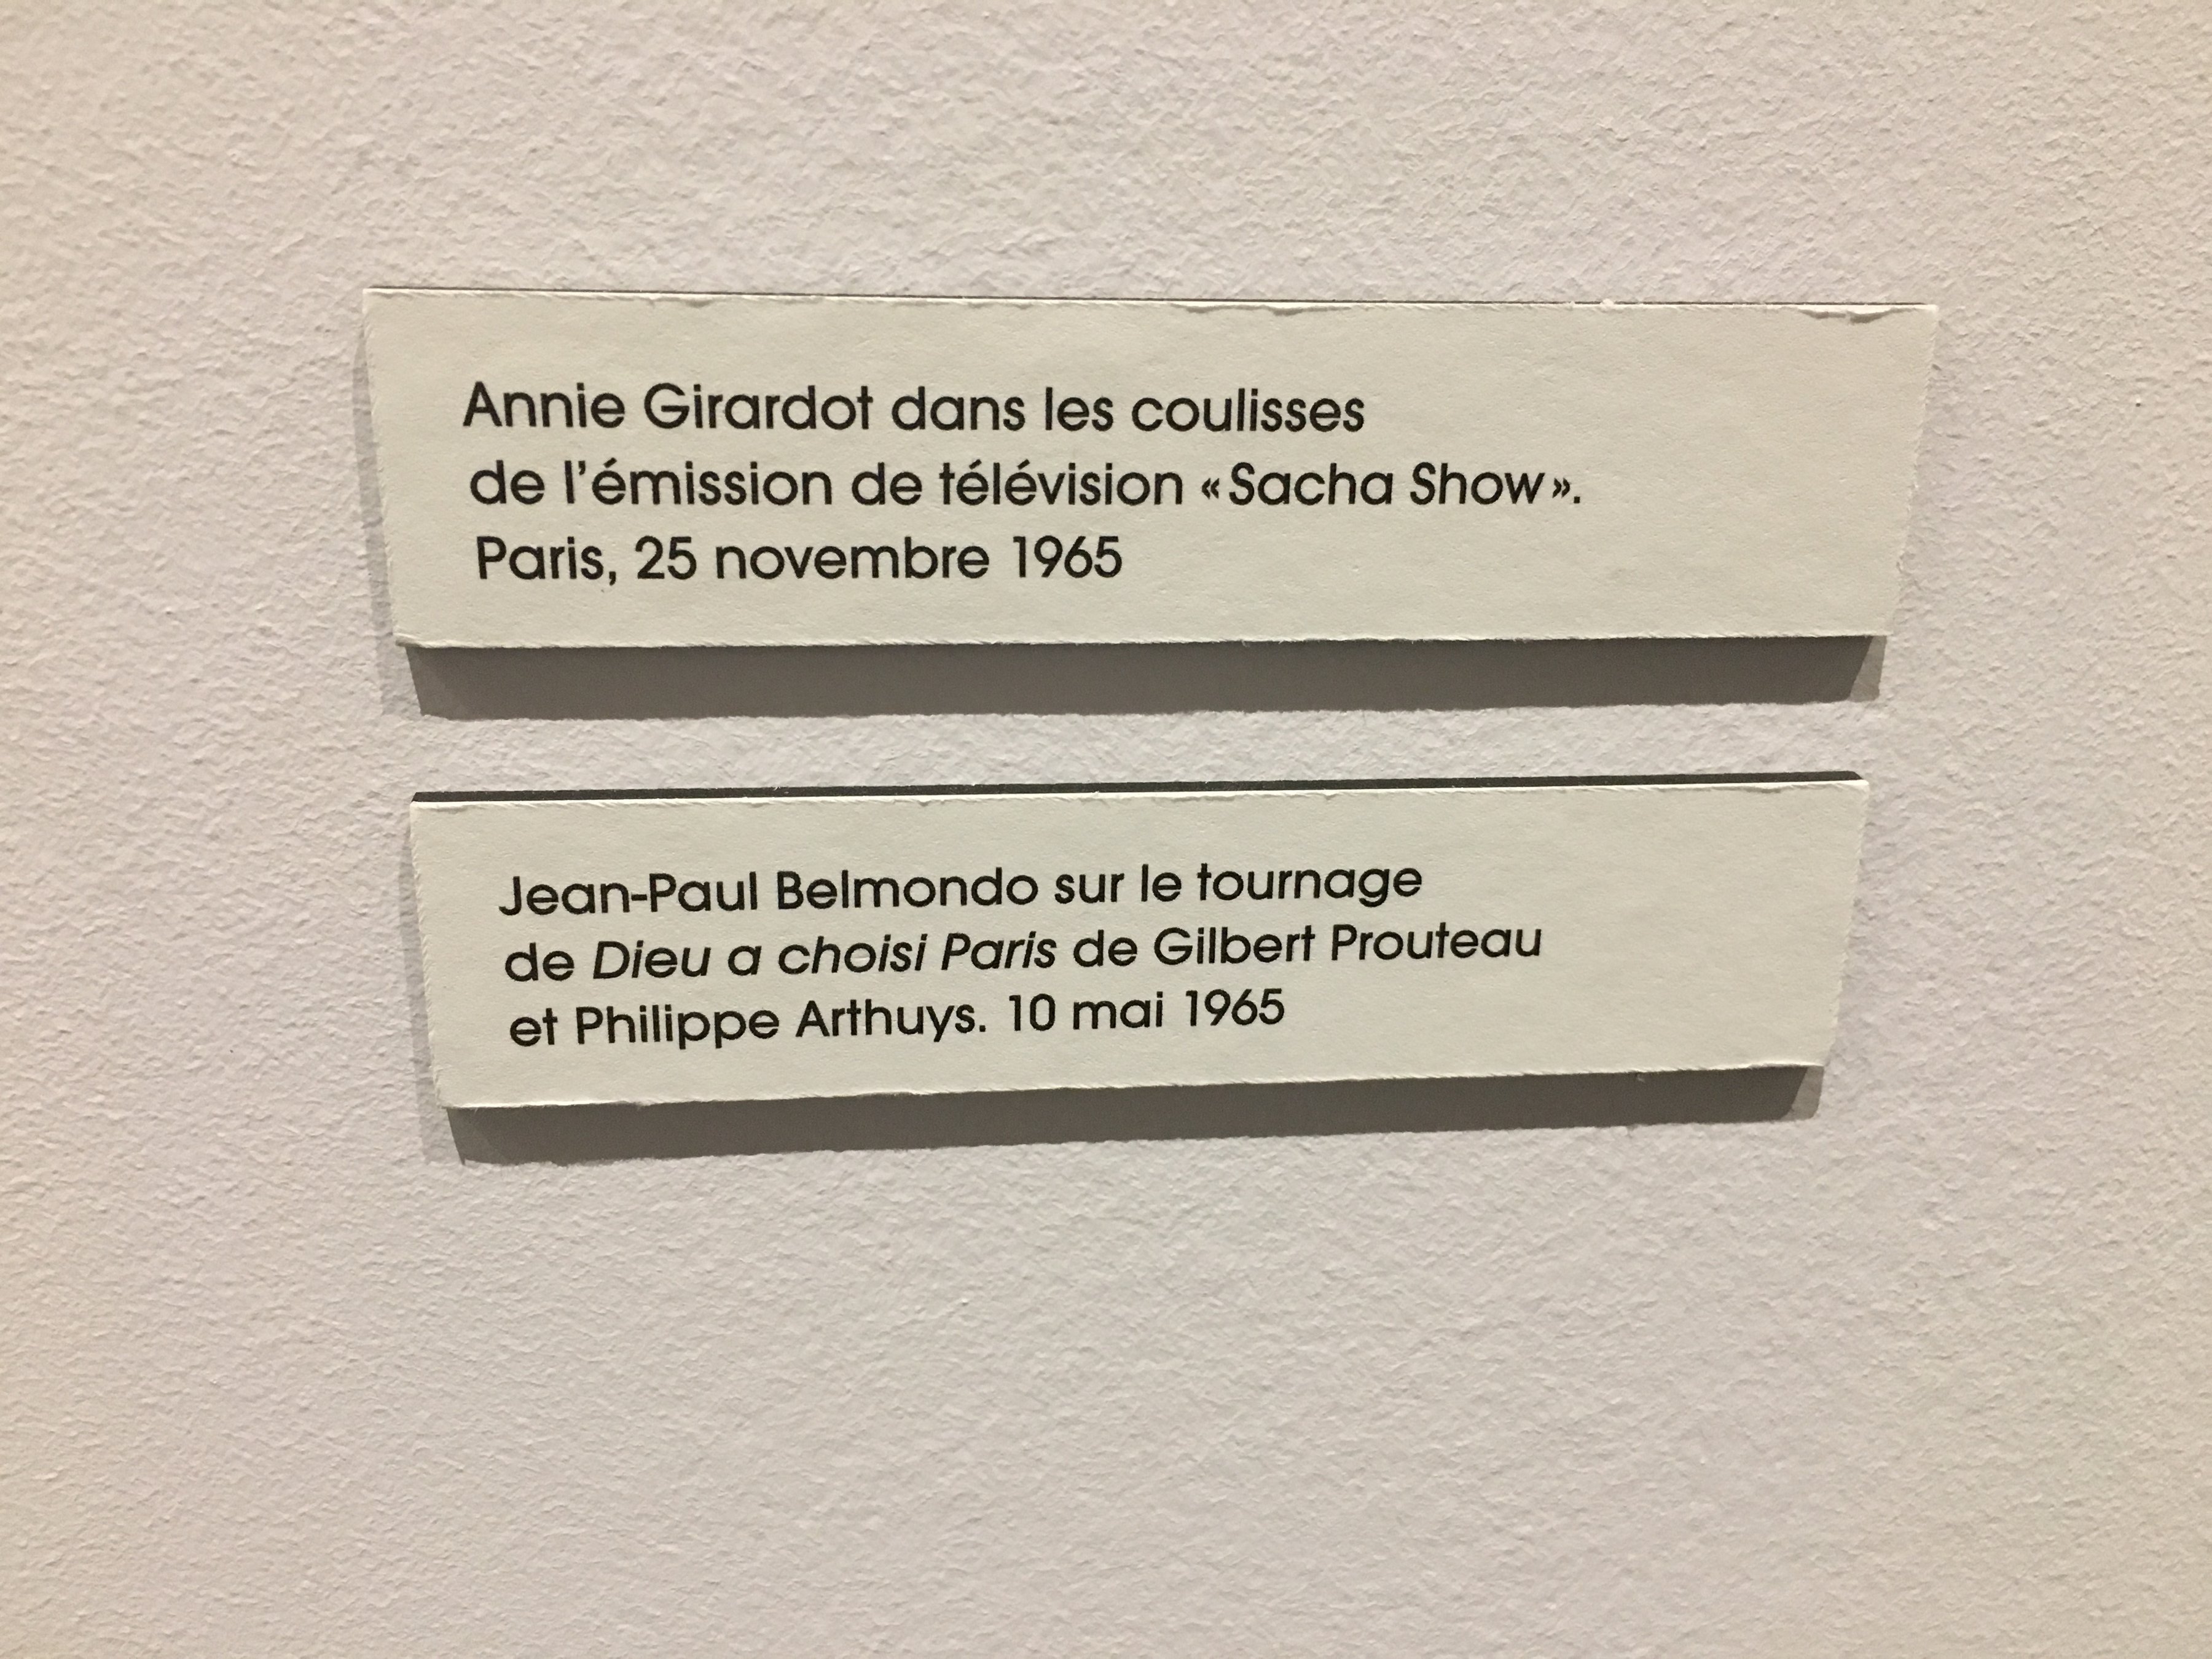 Annie Girardot dans les coulisses
de l'émission de télévision «Sacha Show».
Paris, 25 novembre 1965
Jean-Paul Belmondo sur le tournage
de Dieu a choisi Paris de Gilbert Prouteau
et Philippe Arthuys. 10 mai 1965